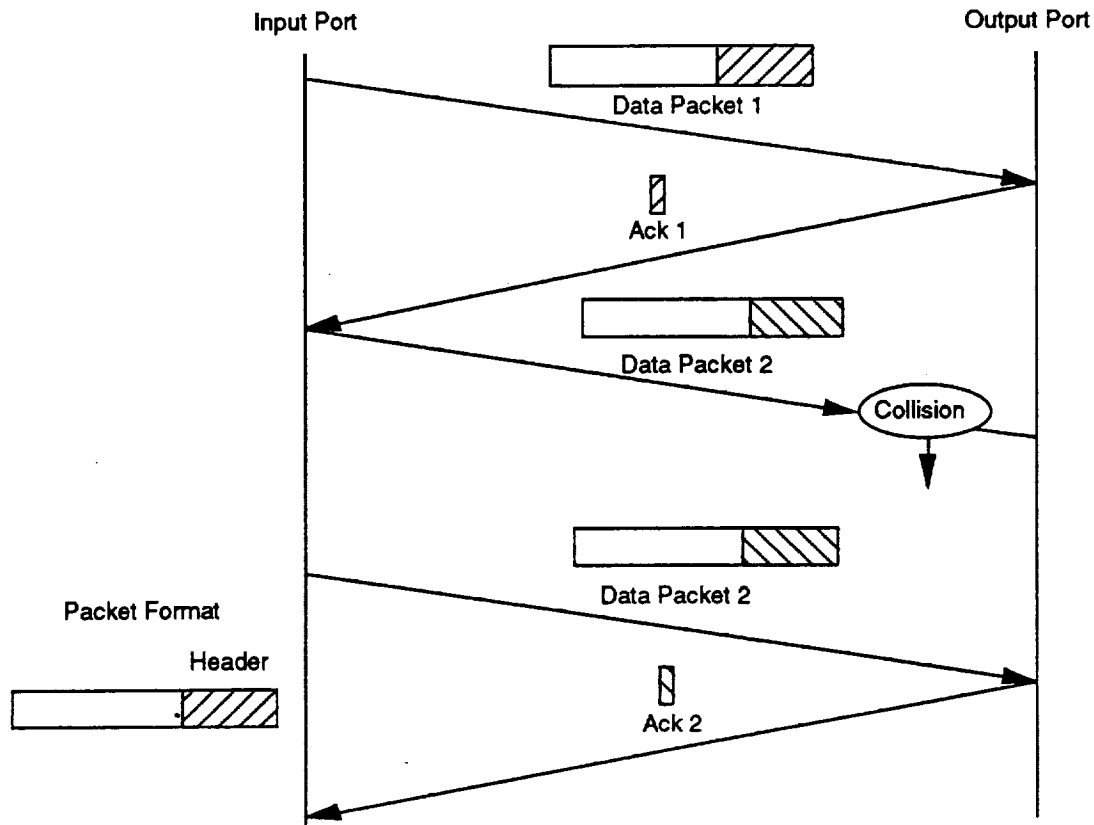 Input Port
Output Port
Data Packet 1
Ack 1
Data Packet 2
Collision
Data Packet 2
Packet Format
Header
Ack 2